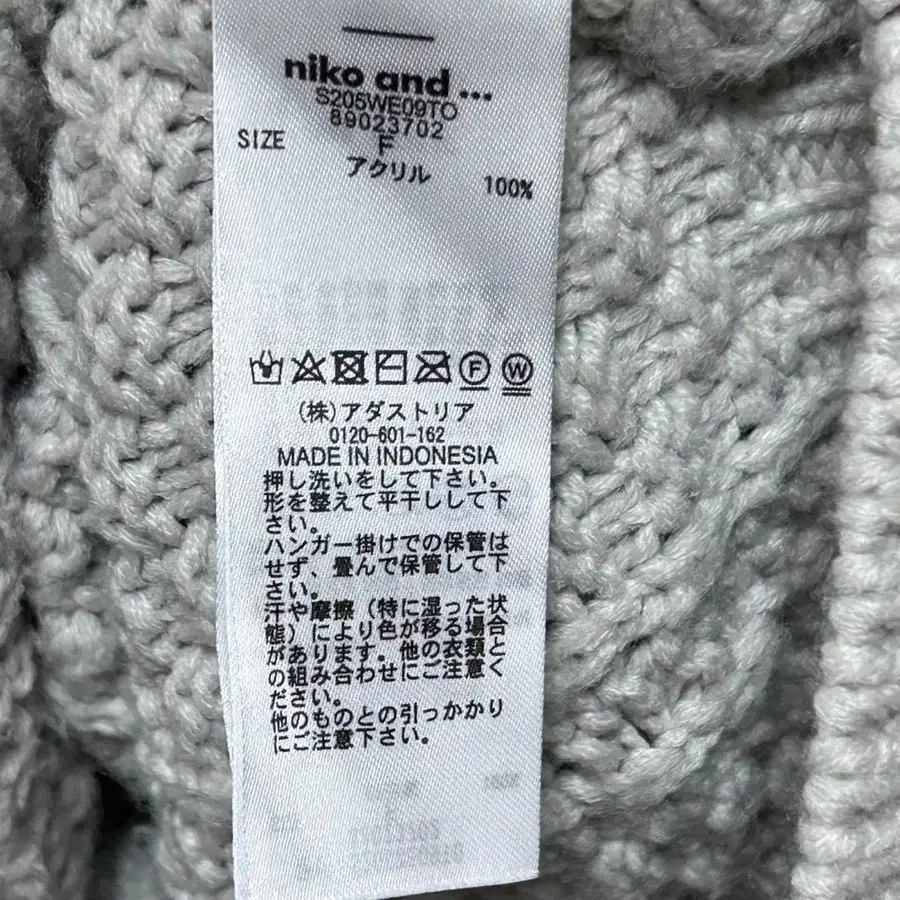 niko and ...
S205WE09TO
89023702
SIZE F
アクリル 100%
F W
(株)アダストリア
0120-601-162
MADE IN INDONESIA
押し洗いをして下さい。
形を整えて平干しして下
さい。
ハンガー掛けでの保管は
せず、畳んで保管して下
さい。
汗や摩擦(特に湿った状
態)により色が移る場合
があります。他の衣類と
の組み合わせにご注意く
ださい。
他のものとの引っかかり
にご注意下さい。